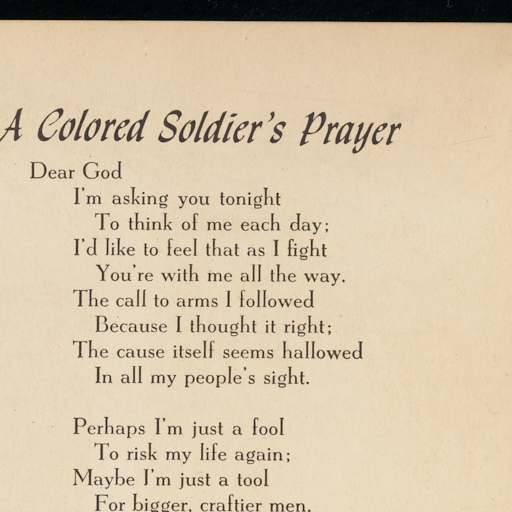 A Colored Soldier's Prayer
Dear God
I'm asking you tonight
To think of me each day;
I'd like to feel that as I fight
You're with me all the way.
The call to arms I followed
Because I thought it right;
The cause itself seems hallowed
In all my people's sight.
Perhaps I'm just a fool
To risk my life again;
Maybe I'm just a tool
For bigger, craftier men.